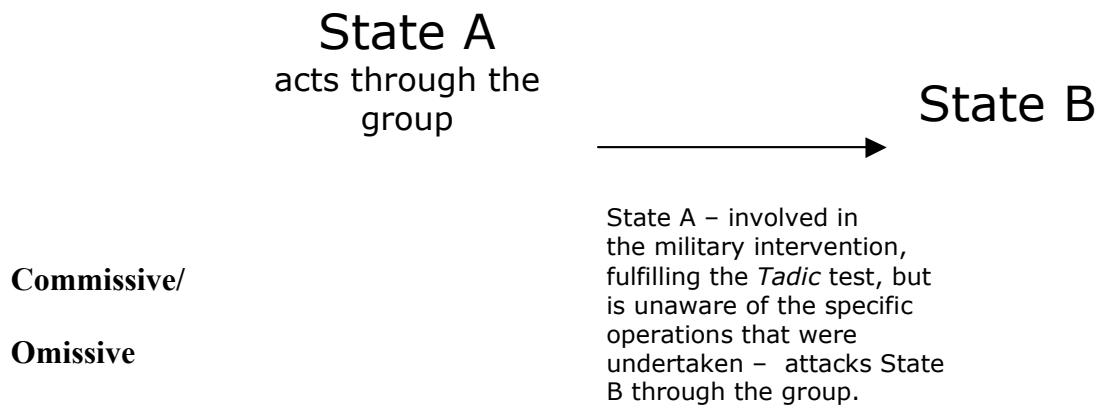 State A
acts through the
group
State B
State A – involved in
the military intervention,
fulfilling the Tadic test, but
is unaware of the specific
operations that were
undertaken – attacks State
B through the group.
Commissive/
Omissive